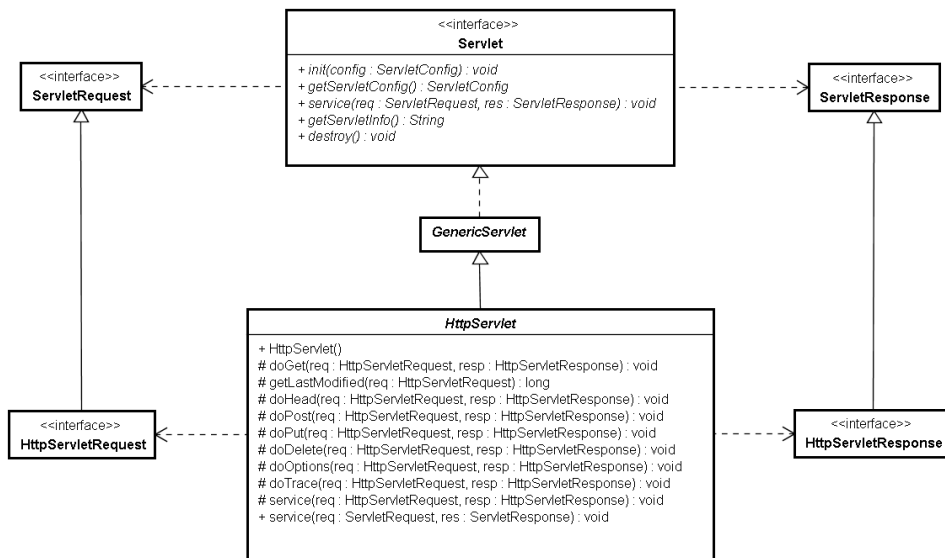 <<interface>>
Servlet
+ init(config : ServletConfig) : void
+ getServletConfig() : ServletConfig
+ service(req : ServletRequest, res : ServletResponse) : void
+ getServletInfo() : String
+ destroy() : void
<<interface>>
ServletRequest
<<interface>>
ServletResponse
GenericServlet
HttpServlet
+ HttpServlet()
# doGet(req : HttpServletRequest, resp : HttpServletResponse) : void
# getLastModified(req : HttpServletRequest) : long
# doHead(req : HttpServletRequest, resp : HttpServletResponse) : void
# doPost(req : HttpServletRequest, resp : HttpServletResponse) : void
# doPut(req : HttpServletRequest, resp : HttpServletResponse) : void
# doDelete(req : HttpServletRequest, resp : HttpServletResponse) : void
# doOptions(req : HttpServletRequest, resp : HttpServletResponse) : void
# doTrace(req : HttpServletRequest, resp : HttpServletResponse) : void
# service(req : HttpServletRequest, resp : HttpServletResponse) : void
+ service(req : ServletRequest, res : ServletResponse) : void
<<interface>>
HttpServletRequest
<<interface>>
HttpServletResponse